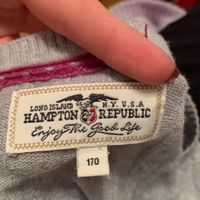 LONG ISLAND N.Y. U.S.A
HAMPTON REPUBLIC
Enjoy The Good Life
170